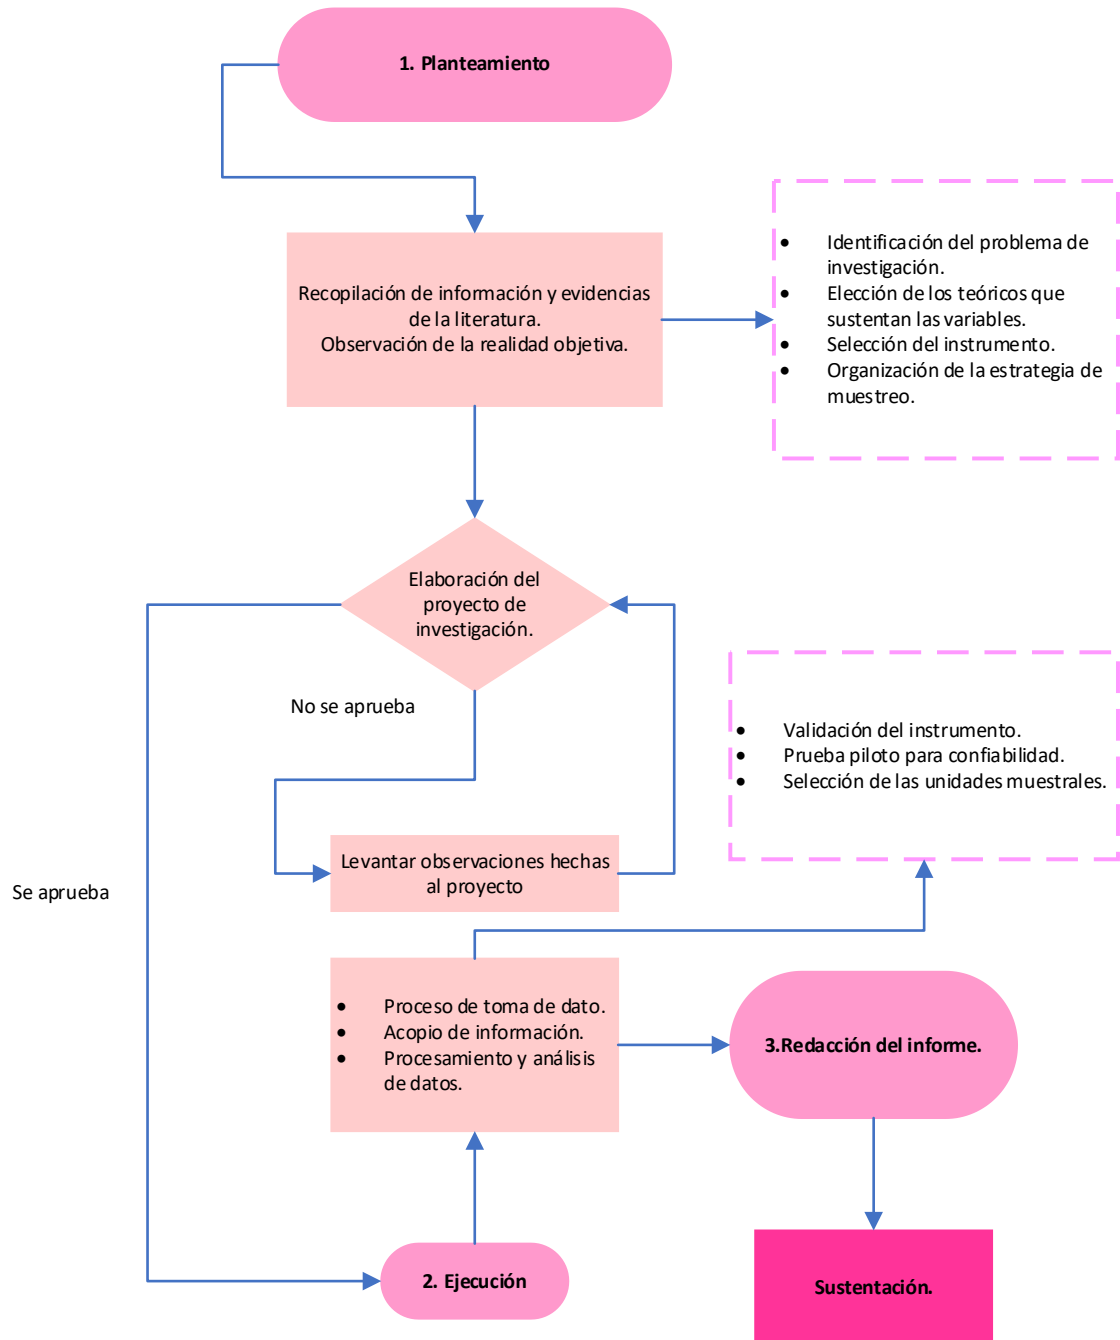 1. Planteamiento
Recopilación de información y evidencias
de la literatura.
Observación de la realidad objetiva.
• Identificación del problema de
investigación.
• Elección de los teóricos que
sustentan las variables.
• Selección del instrumento.
• Organización de la estrategia de
muestreo.
Elaboración del
proyecto de
investigación.
No se aprueba
• Validación del instrumento.
• Prueba piloto para confiabilidad.
• Selección de las unidades muestrales.
Levantar observaciones hechas
al proyecto
Se aprueba
• Proceso de toma de dato.
• Acopio de información.
• Procesamiento y análisis
de datos.
3.Redacción del informe.
2. Ejecución
Sustentación.